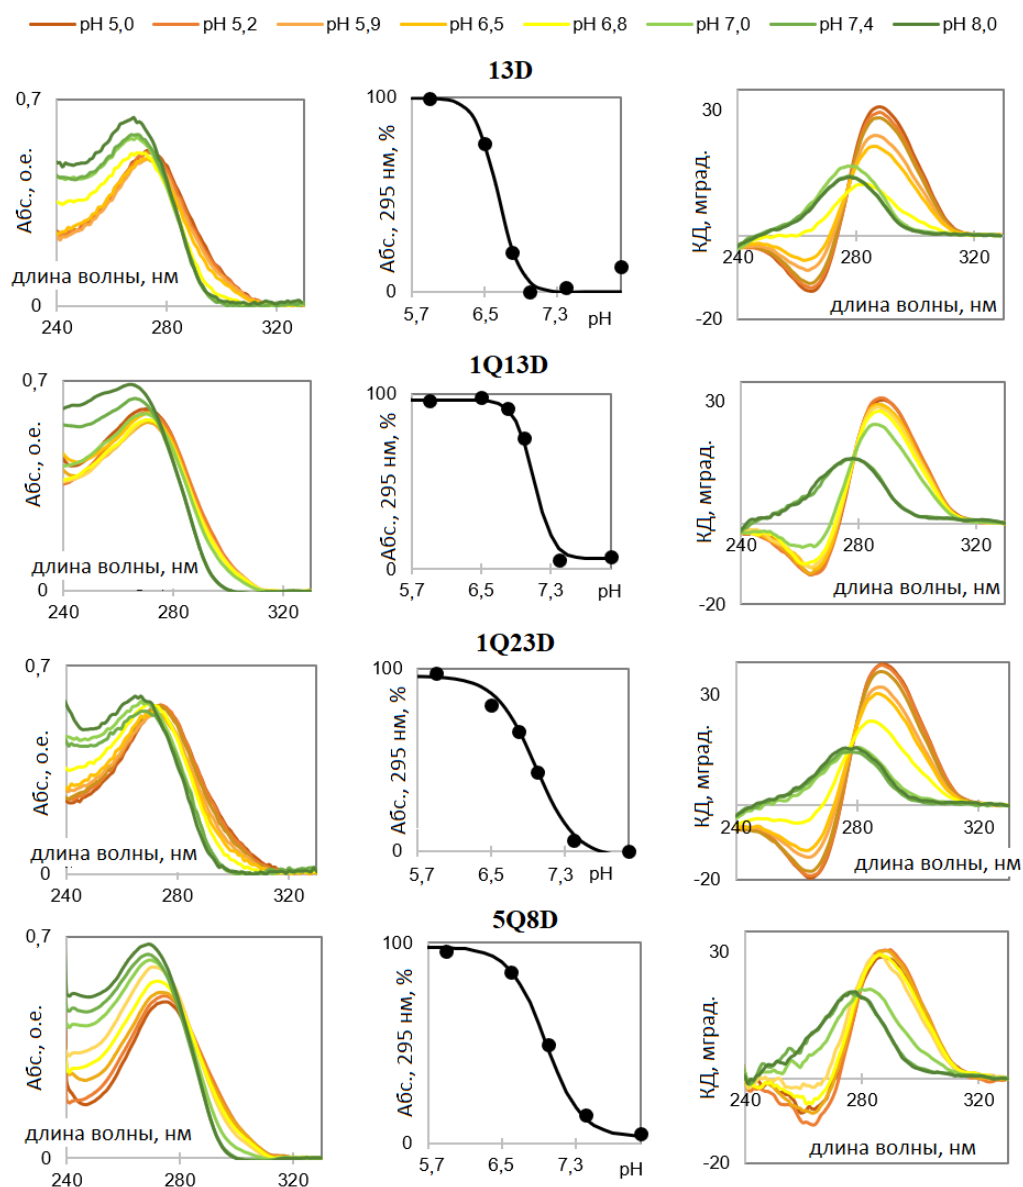 pH 5,0 pH 5,2 pH 5,9 pH 6,5 pH 6,8 pH 7,0 pH 7,4 pH 8,0
13D
0,7
Абс., о.е.
длина волны, нм
0
240 280 320
100
Абс., 295 нм, %
0
5,7 6,5 7,3 pH
30
КД, мград.
240 280 320
длина волны, нм
-20
1Q13D
0,7
Абс., о.е.
длина волны, нм
0
240 280 320
100
Абс., 295 нм, %
0
5,7 6,5 7,3 pH
30
КД, мград.
240 280 320
длина волны, нм
-20
1Q23D
0,7
Абс., о.е.
длина волны, нм
0
240 280 320
100
Абс., 295 нм, %
0
5,7 6,5 7,3 pH
30
КД, мград.
240 280 320
длина волны, нм
-20
5Q8D
0,7
Абс., о.е.
длина волны, нм
0
240 280 320
100
Абс., 295 нм, %
0
5,7 6,5 7,3 pH
30
КД, мград.
240 280 320
длина волны, нм
-20